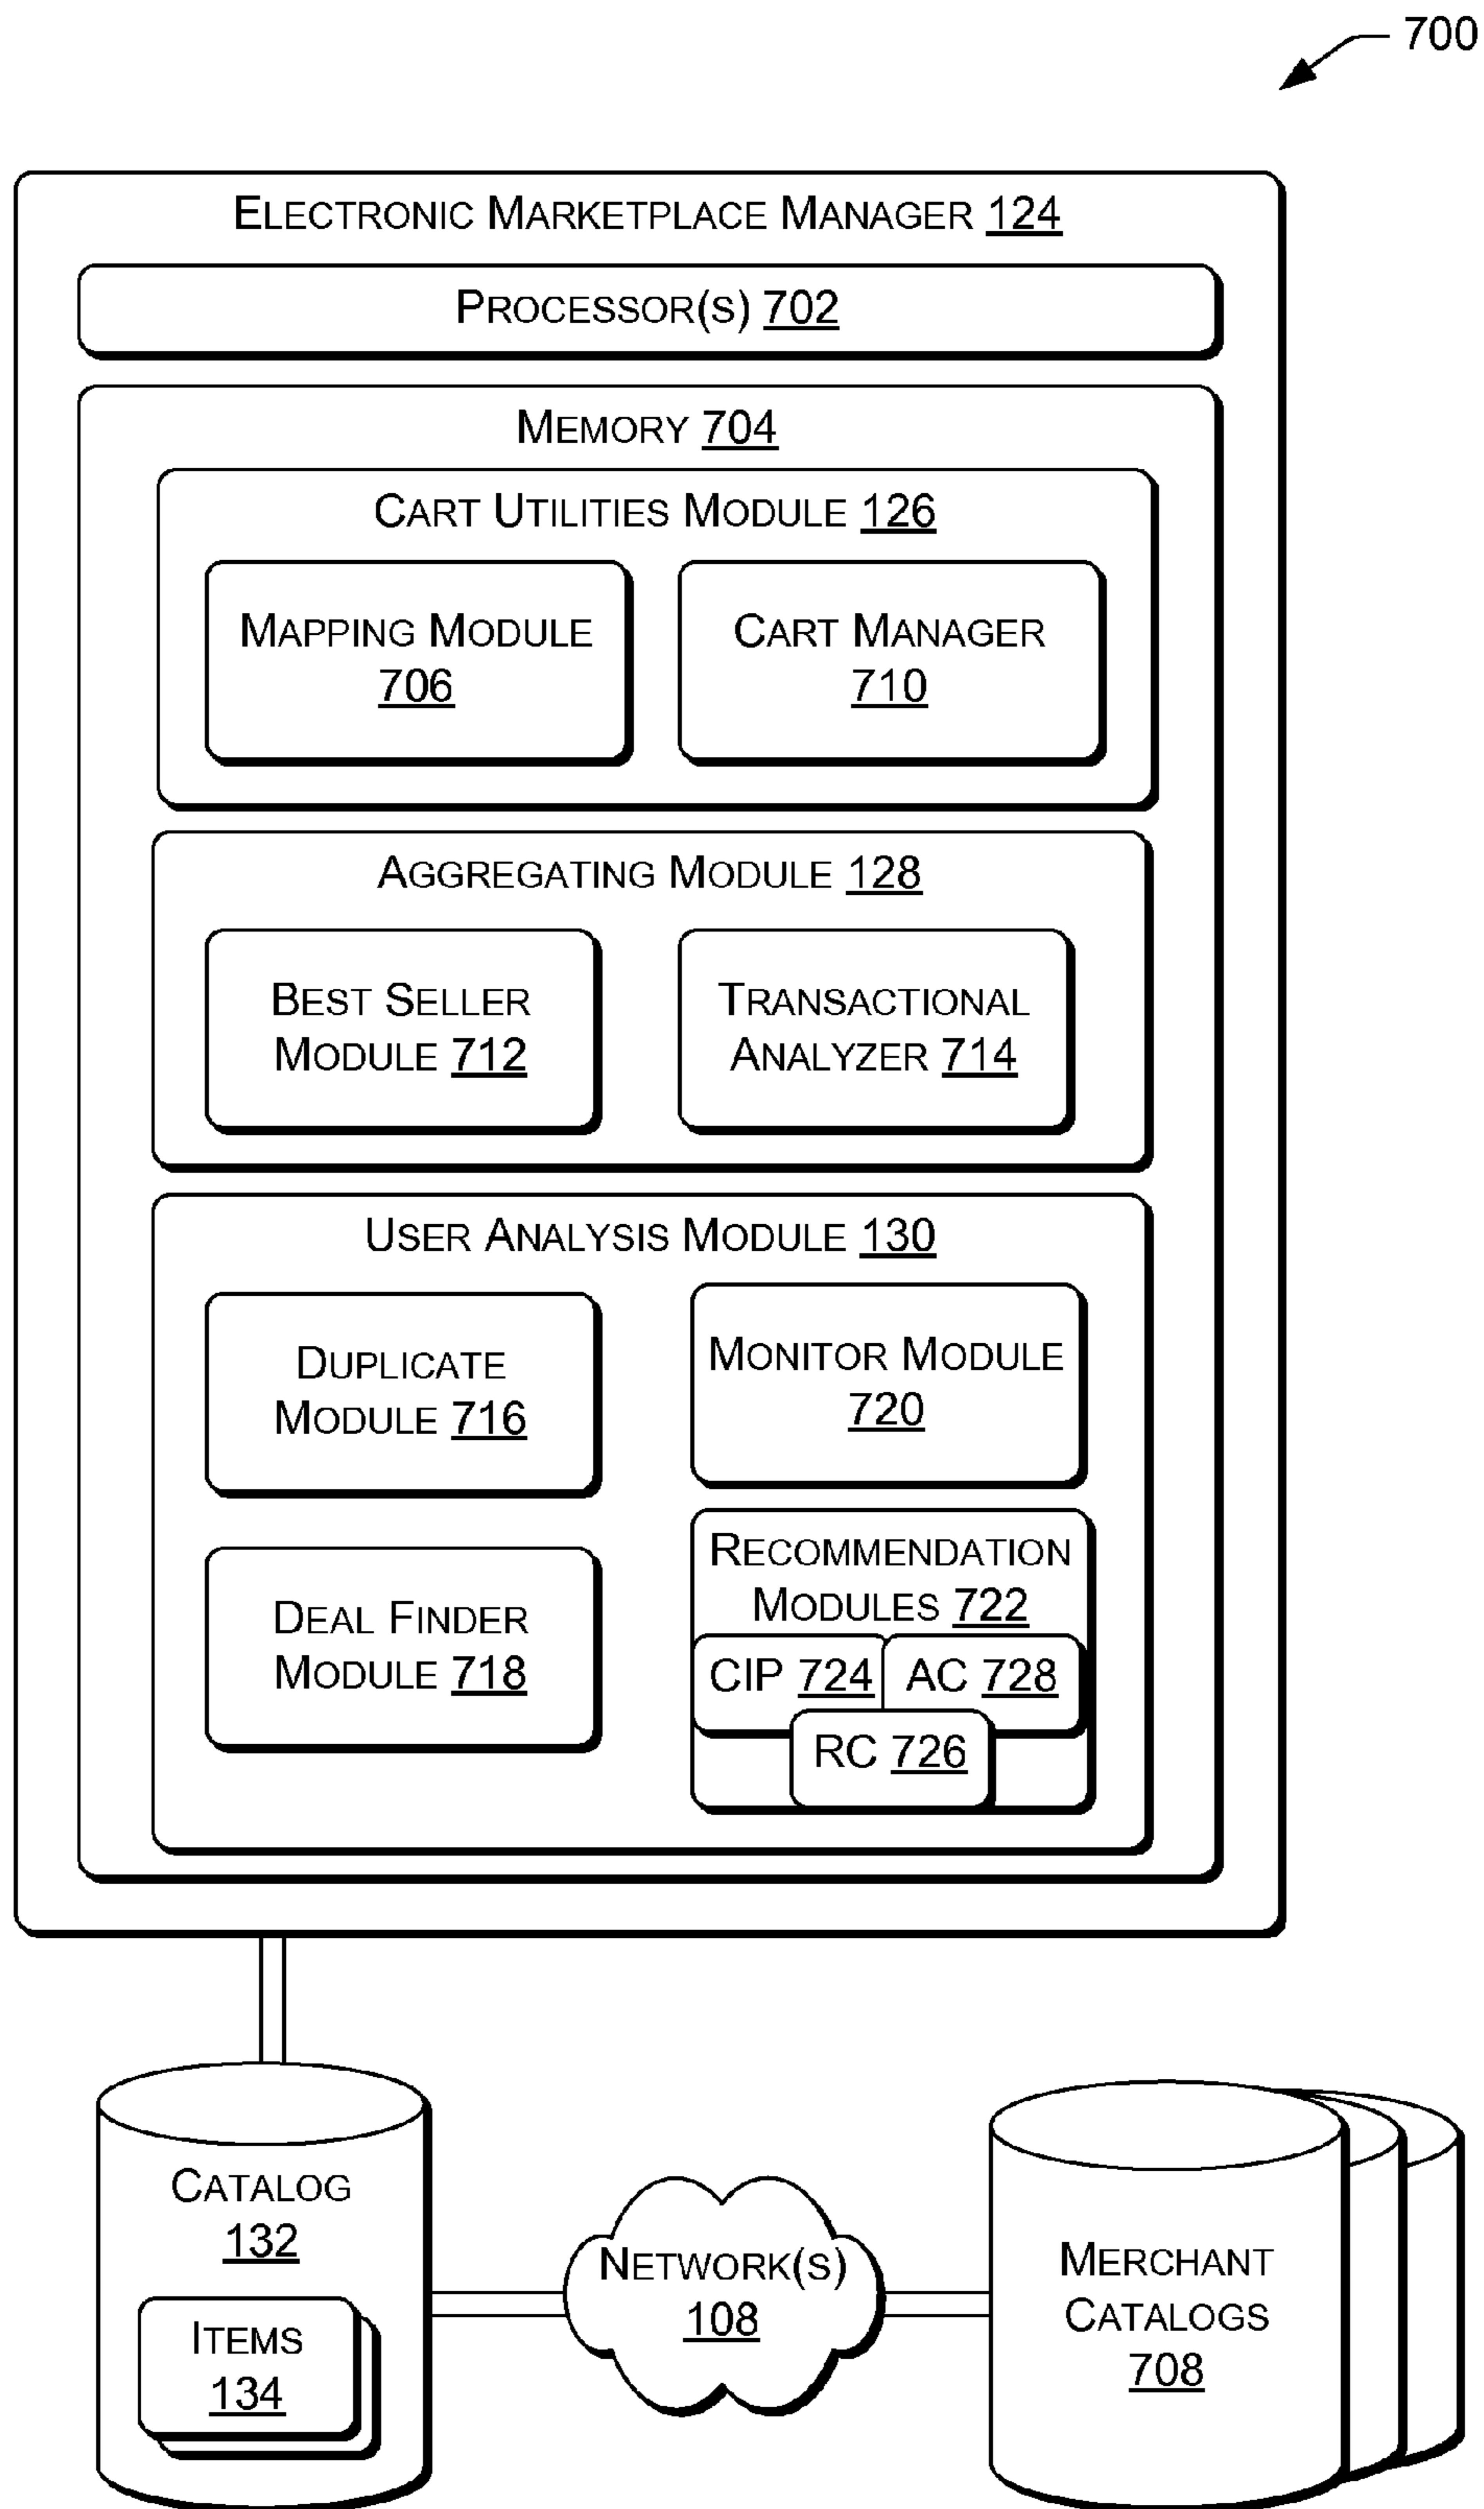 700
ELECTRONIC MARKETPLACE MANAGER 124
PROCESSOR(S) 702
MEMORY 704
CART UTILITIES MODULE 126
MAPPING MODULE
706
CART MANAGER
710
AGGREGATING MODULE 128
BEST SELLER
MODULE 712
TRANSACTIONAL
ANALYZER 714
USER ANALYSIS MODULE 130
DUPLICATE
MODULE 716
MONITOR MODULE
720
DEAL FINDER
MODULE 718
RECOMMENDATION
MODULES 722
CIP 724
AC 728
RC 726
CATALOG
132
ITEMS
134
NETWORK(S)
108
MERCHANT
CATALOGS
708